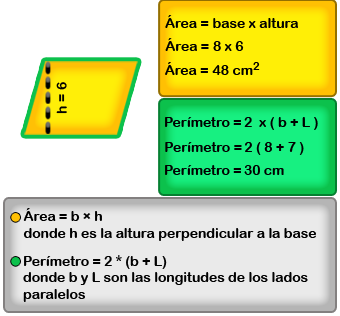 h = 6
Área = base x altura
Área = 8 x 6
Área = 48 cm²
Perímetro = 2 x ( b + L )
Perímetro = 2 ( 8 + 7 )
Perímetro = 30 cm
Área = b × h
donde h es la altura perpendicular a la base
Perímetro = 2 * (b + L)
donde b y L son las longitudes de los lados
paralelos